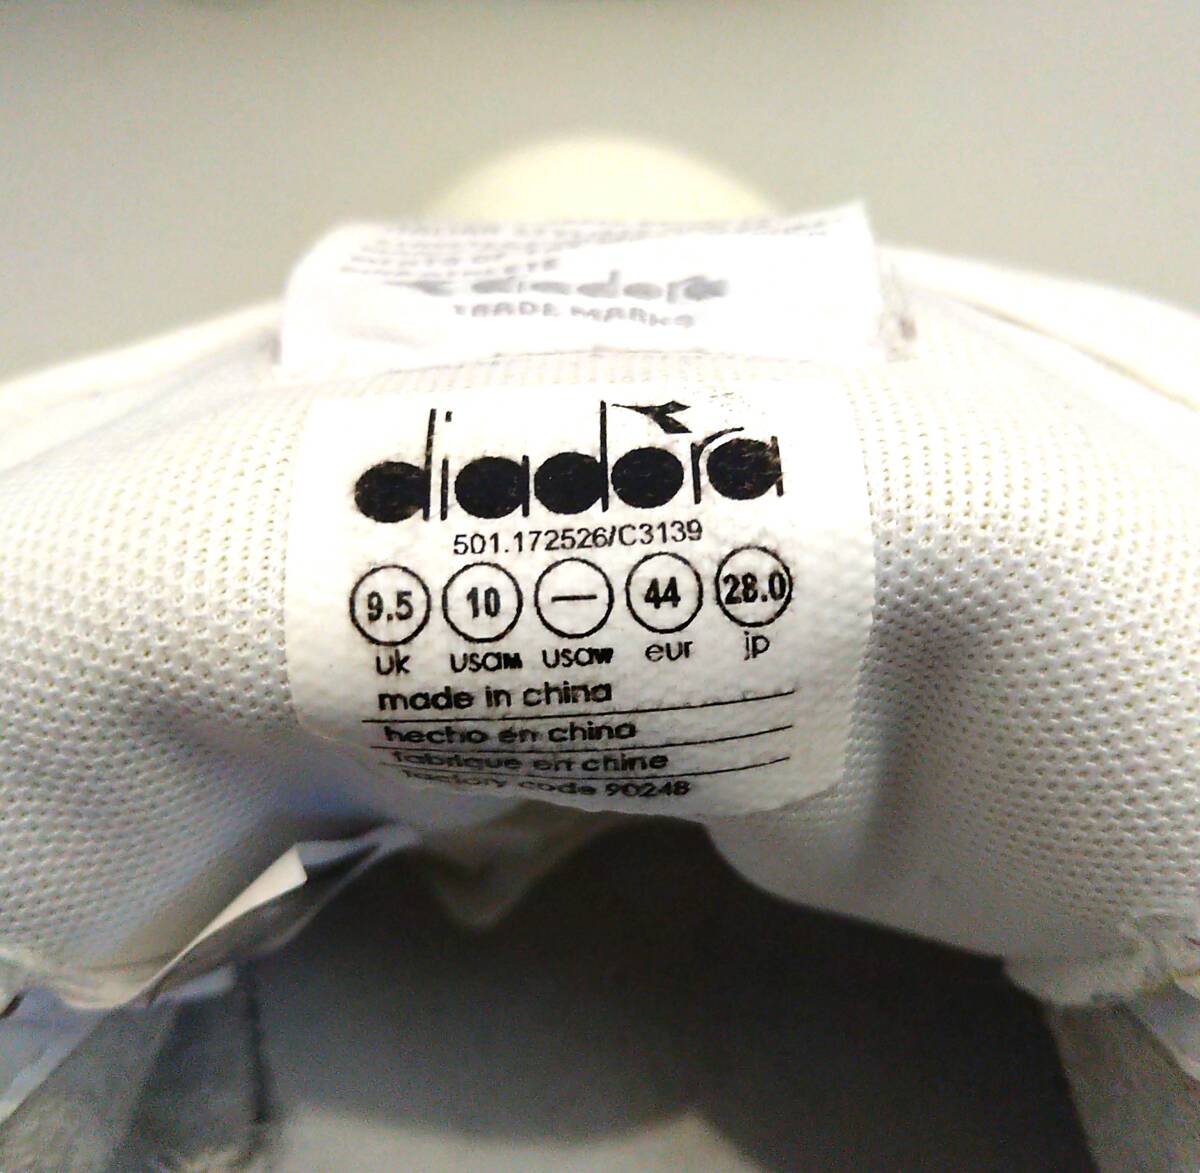 diadora
TRADE MARKS
diadora
501.172526/C3139
9.5 10 — 44 28.0
uk usam usaw eur jp
made in china
hecho en china
fabrique en chine
factory code 90248